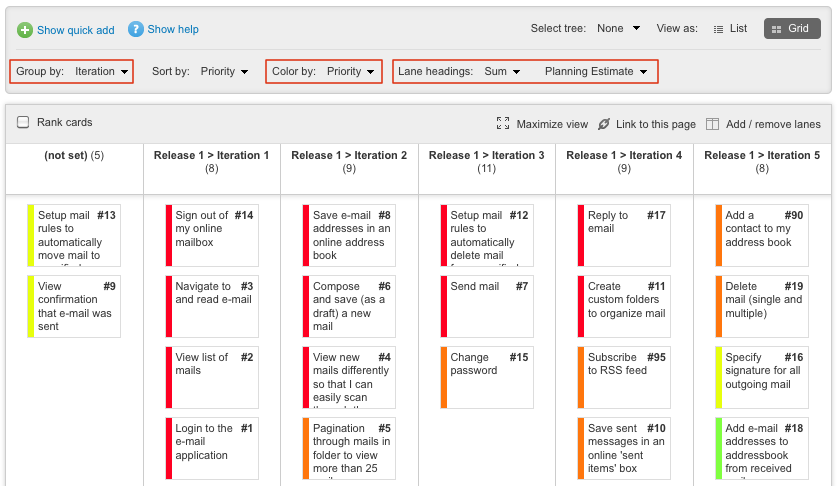 Show quick add Show help Select tree: None View as: List Grid
Group by: Iteration Sort by: Priority Color by: Priority Lane headings: Sum Planning Estimate
Rank cards Maximize view Link to this page Add / remove lanes
(not set) (5)
Release 1 > Iteration 1
(8)
Release 1 > Iteration 2
(9)
Release 1 > Iteration 3
(11)
Release 1 > Iteration 4
(9)
Release 1 > Iteration 5
(8)
Setup mail #13
rules to
automatically
move mail to
View #9
confirmation
that e-mail was
sent
Sign out of #14
my online
mailbox
Navigate to #3
and read e-mail
View list of #2
mails
Login to the #1
e-mail
application
Save e-mail #8
addresses in an
online address
book
Compose #6
and save (as a
draft) a new
mail
View new #4
mails differently
so that I can
easily scan
Pagination #5
through mails in
folder to view
more than 25
Setup mail #12
rules to
automatically
delete mail
Send mail #7
Change #15
password
Reply to #17
email
Create #11
custom folders
to organize mail
Subscribe #95
to RSS feed
Save sent #10
messages in an
online 'sent
items' box
Add a #90
contact to my
address book
Delete #19
mail (single and
multiple)
Specify #16
signature for all
outgoing mail
Add e-mail #18
addresses to
addressbook
from received